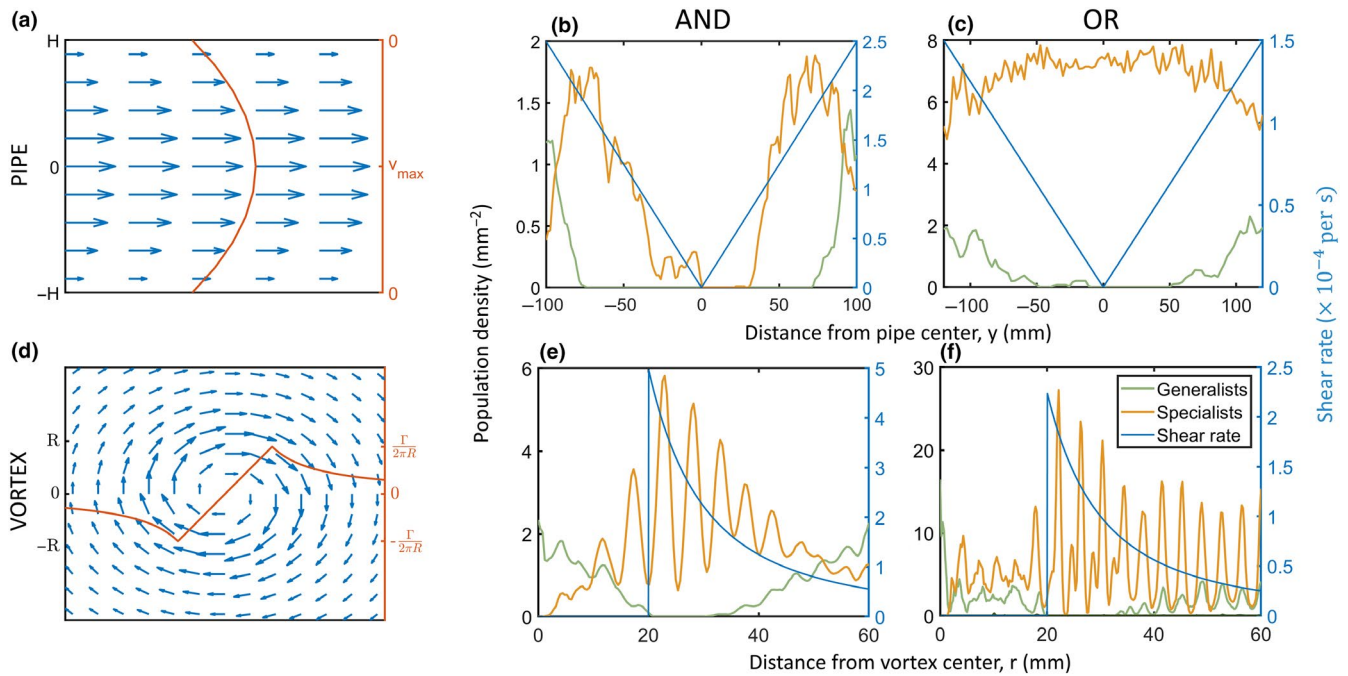 AND
OR
(a)
(b)
(c)
H
0
−H
0
v_max
0
PIPE
2
1.5
1
0.5
0
2.5
2
1.5
1
0.5
0
−100
−50
0
50
100
8
6
4
2
0
1.5
1
0.5
0
−100
−50
0
50
100
Distance from pipe center, y (mm)
Population density (mm⁻²)
Shear rate (× 10⁻⁴ per s)
(d)
(e)
(f)
R
0
−R
Γ/2πR
0
-Γ/2πR
VORTEX
6
4
2
0
5
4
3
2
1
0
0
20
40
60
30
20
10
0
2.5
2
1.5
1
0.5
0
0
20
40
60
Generalists
Specialists
Shear rate
Distance from vortex center, r (mm)